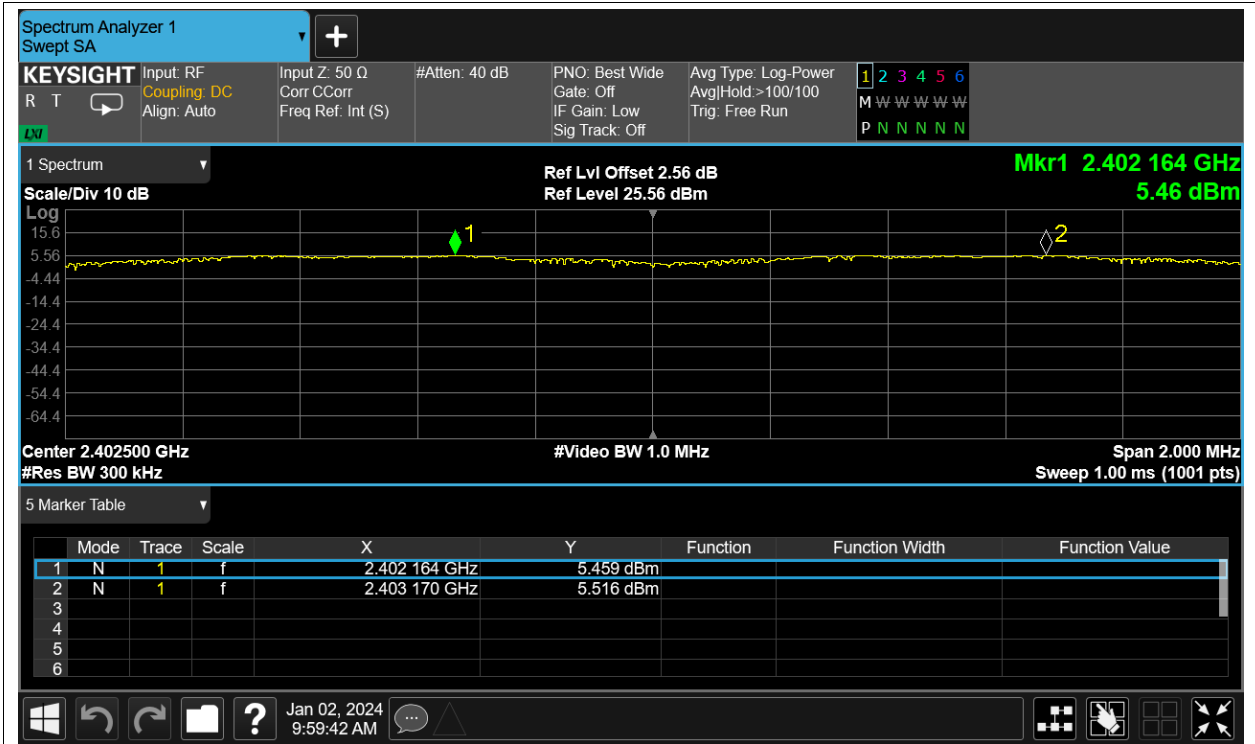 Spectrum Analyzer 1
Swept SA
KEYSIGHT
R T
LXI
Input: RF
Coupling: DC
Align: Auto
Input Z: 50 Ω
Corr CCorr
Freq Ref: Int (S)
#Atten: 40 dB
PNO: Best Wide
Gate: Off
IF Gain: Low
Sig Track: Off
Avg Type: Log-Power
Avg|Hold:>100/100
Trig: Free Run
1 2 3 4 5 6
M W W W W W
P N N N N N
1 Spectrum
Scale/Div 10 dB
Ref Lvl Offset 2.56 dB
Ref Level 25.56 dBm
Mkr1 2.402 164 GHz
5.46 dBm
Log
15.6
5.56
-4.44
-14.4
-24.4
-34.4
-44.4
-54.4
-64.4
1
2
Center 2.402500 GHz
#Res BW 300 kHz
#Video BW 1.0 MHz
Span 2.000 MHz
Sweep 1.00 ms (1001 pts)
5 Marker Table
Mode Trace Scale X Y Function Function Width Function Value
1 N 1 f 2.402 164 GHz 5.459 dBm
2 N 1 f 2.403 170 GHz 5.516 dBm
3
4
5
6
?
Jan 02, 2024
9:59:42 AM